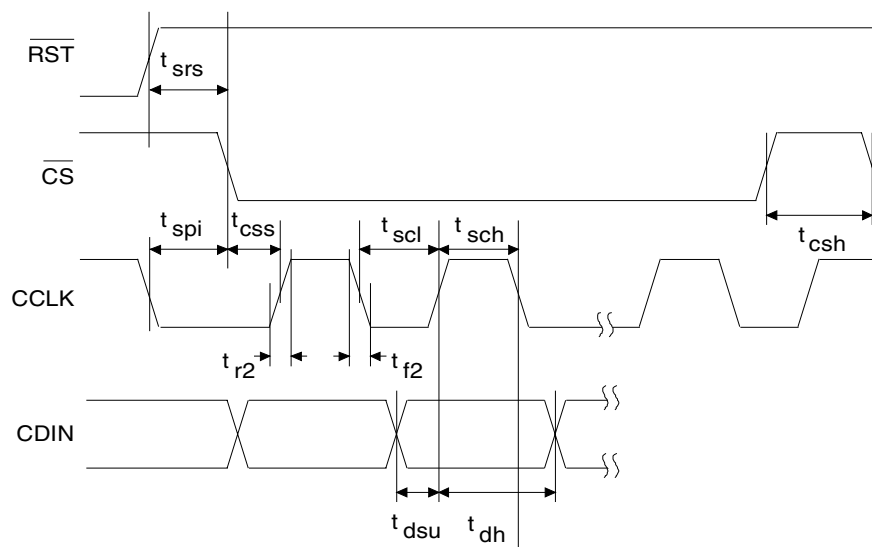 RST
t srs
CS
t spi
t css
t scl
t sch
t csh
CCLK
t r2
t f2
CDIN
t dsu
t dh